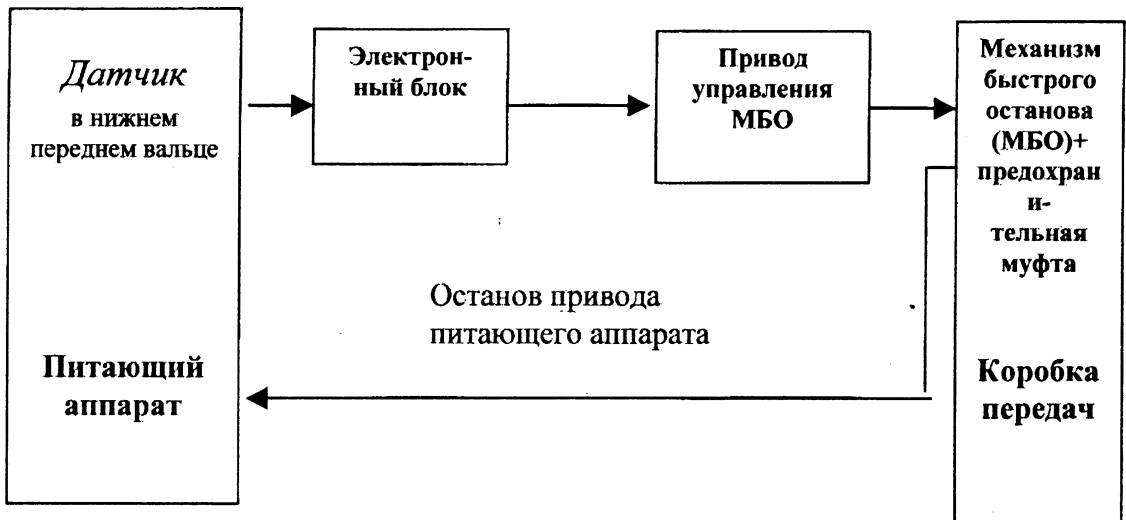 Датчик
в нижнем
переднем вальце
Питающий
аппарат
Электрон-
ный блок
Привод
управления
МБО
Механизм
быстрого
останова
(МБО)+
предохран
и-
тельная
муфта
Останов привода
питающего аппарата
Коробка
передач